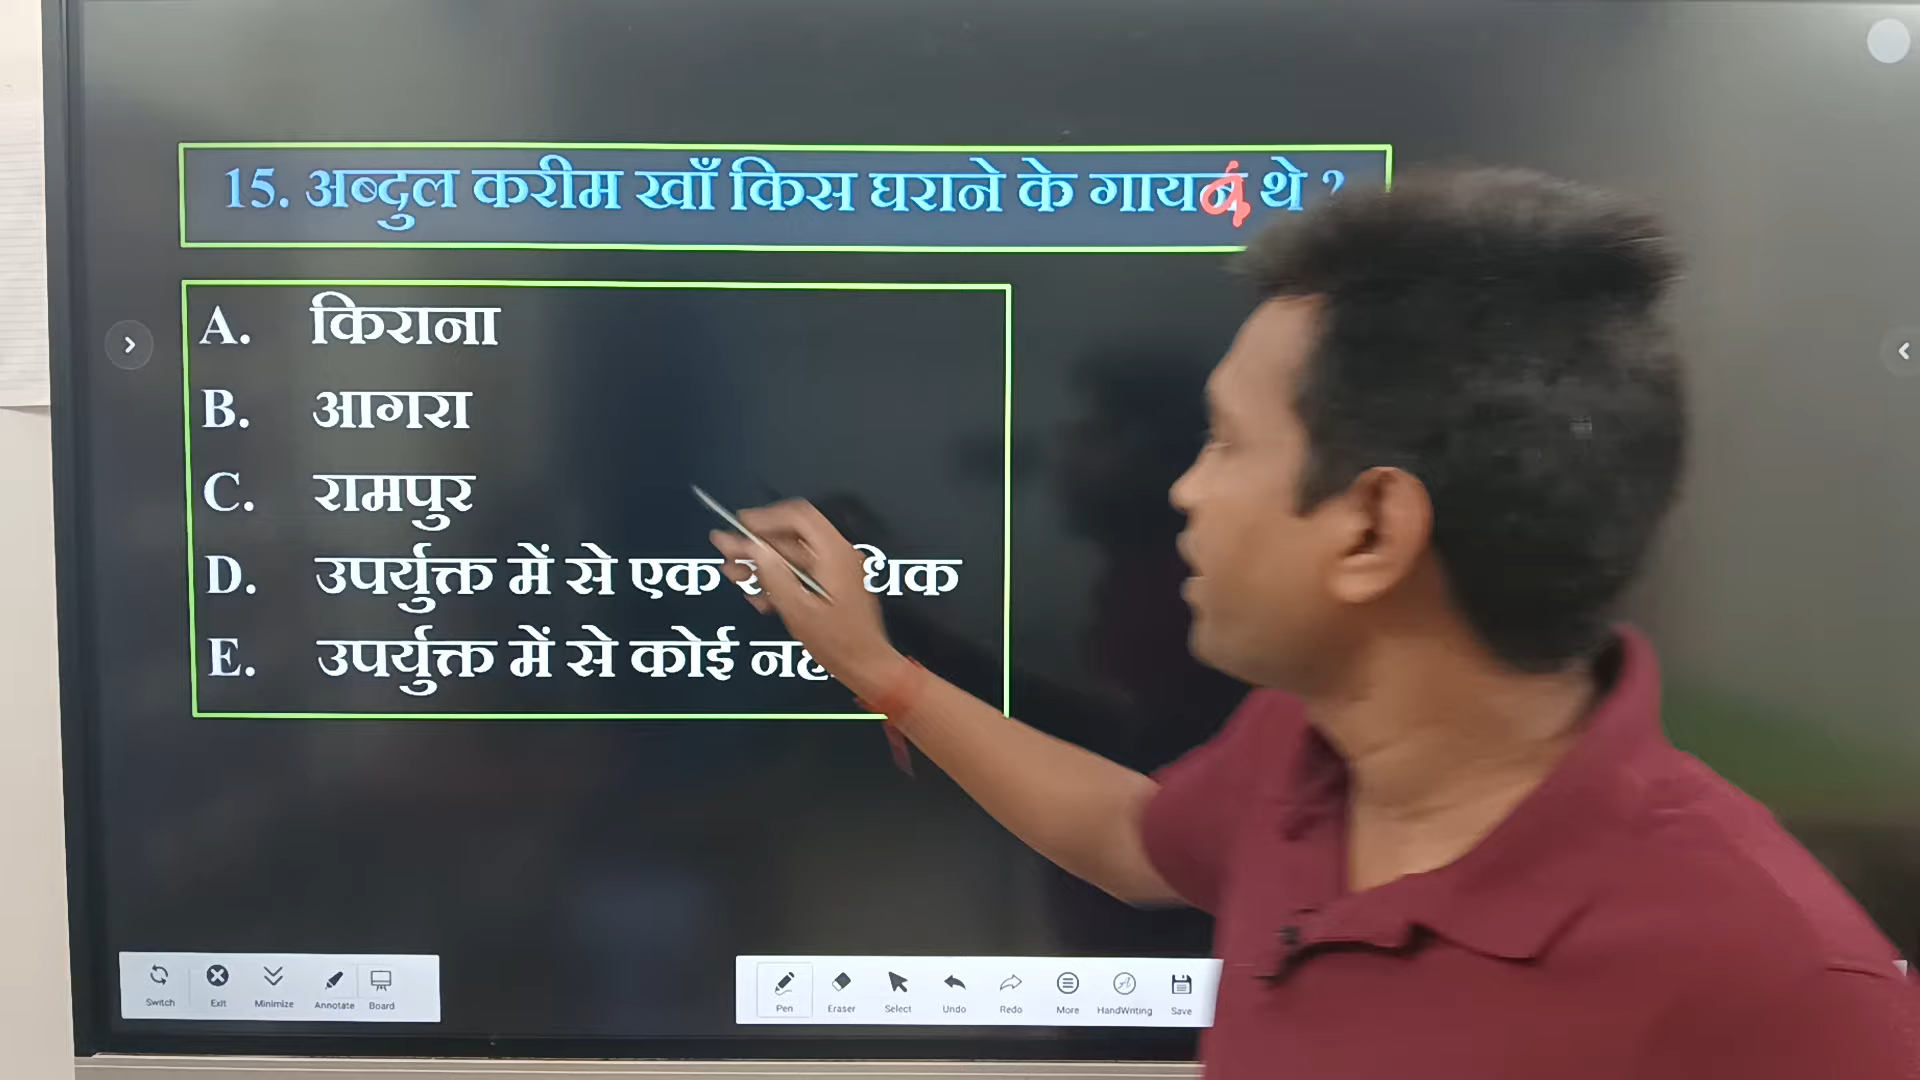 15. अब्दुल करीम खाँ किस घराने के गायक थे ?
A. किराना
B. आगरा
C. रामपुर
D. उपर्युक्त में से एक धिक
E. उपर्युक्त में से कोई
Switch Exit Minimize Annotate Board
Pen Eraser Select Undo Redo More HandWriting Save